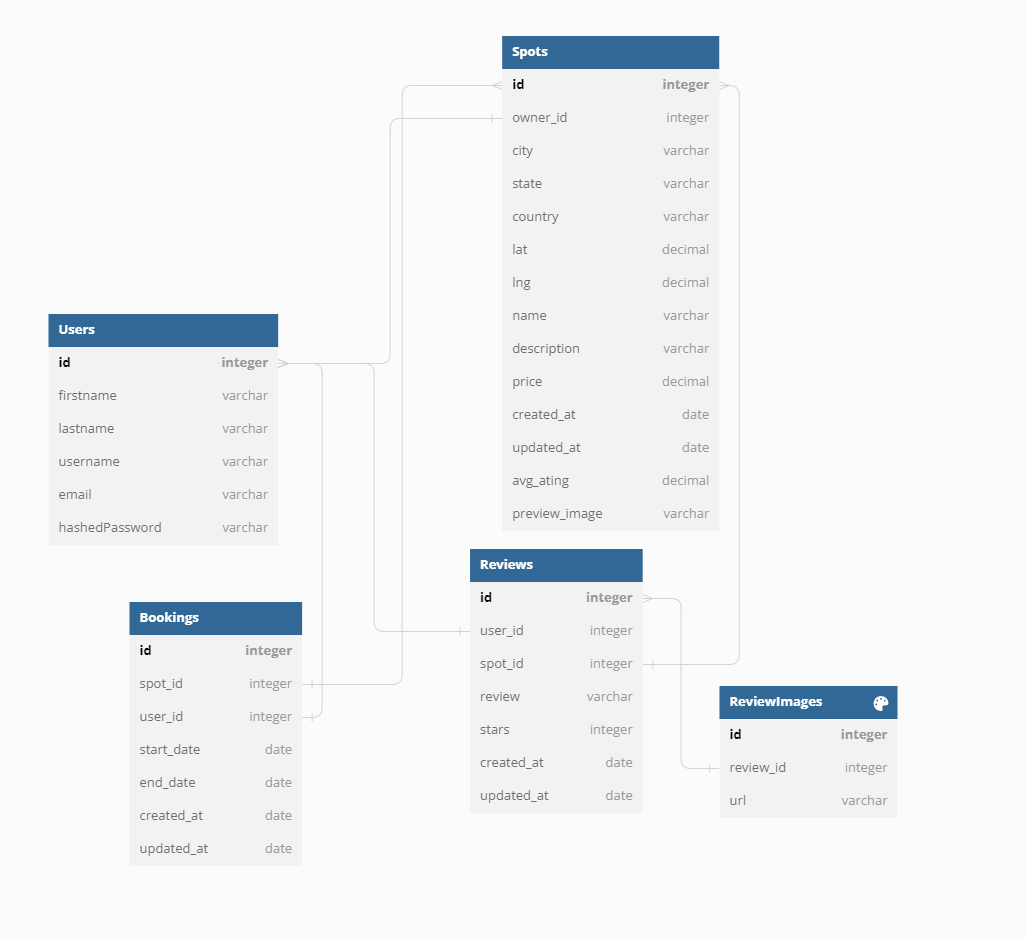 Spots
id integer
owner_id integer
city varchar
state varchar
country varchar
lat decimal
lng decimal
name varchar
description varchar
price decimal
created_at date
updated_at date
avg_ating decimal
preview_image varchar
Users
id integer
firstname varchar
lastname varchar
username varchar
email varchar
hashedPassword varchar
Reviews
id integer
user_id integer
spot_id integer
review varchar
stars integer
created_at date
updated_at date
Bookings
id integer
spot_id integer
user_id integer
start_date date
end_date date
created_at date
updated_at date
ReviewImages
id integer
review_id integer
url varchar